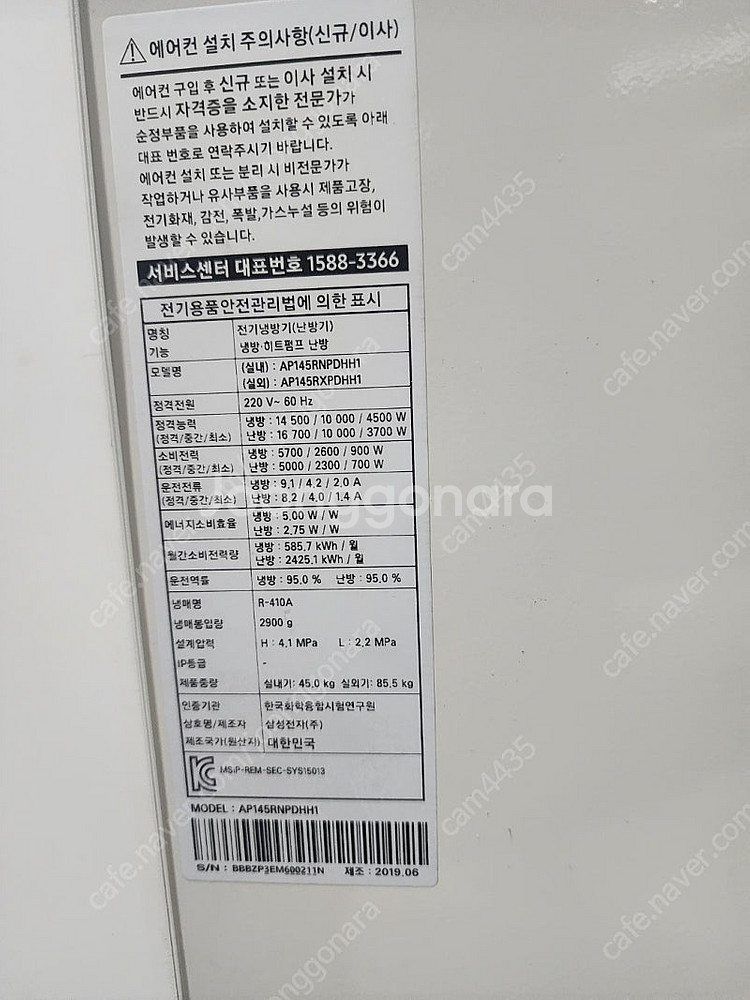 에어컨 설치 주의사항(신규/이사)
에어컨 구입 후 신규 또는 이사 설치 시
반드시 자격증을 소지한 전문가가
순정부품을 사용하여 설치할 수 있도록 아래
대표 번호로 연락주시기 바랍니다.
에어컨 설치 또는 분리 시 비전문가가
작업하거나 유사부품을 사용시 제품고장,
전기화재, 감전, 폭발,가스누설 등의 위험이
발생할 수 있습니다.
서비스센터 대표번호 1588-3366
전기용품안전관리법에 의한 표시
명칭 전기냉방기(난방기)
기능 냉방·히트펌프 난방
모델명 (실내) : AP145RNPDHH1
(실외) : AP145RXPDHH1
정격전원 220 V~ 60 Hz
정격능력 냉방 : 14 500 / 10 000 / 4500 W
(정격/중간/최소) 난방 : 16 700 / 10 000 / 3700 W
소비전력 냉방 : 5700 / 2600 / 900 W
(정격/중간/최소) 난방 : 5000 / 2300 / 700 W
운전전류 냉방 : 9.1 / 4.2 / 2.0 A
(정격/중간/최소) 난방 : 8.2 / 4.0 / 1.4 A
에너지소비효율 냉방 : 5.00 W / W
난방 : 2.75 W / W
월간소비전력량 냉방 : 585.7 kWh / 월
난방 : 2425.1 kWh / 월
운전역률 냉방 : 95.0 % 난방 : 95.0 %
냉매명 R-410A
냉매봉입량 2900 g
설계압력 H : 4.1 MPa L : 2.2 MPa
IP등급 -
제품중량 실내기: 45.0 kg 실외기: 85.5 kg
인증기관 한국화학융합시험연구원
상호명/제조자 삼성전자(주)
제조국가(원산지) 대한민국
MSIP-REM-SEC-SYS15013
MODEL : AP145RNPDHH1
S/N : BBBZP3EM600211N 제조 : 2019.06
cafe.naver.com
cam4435